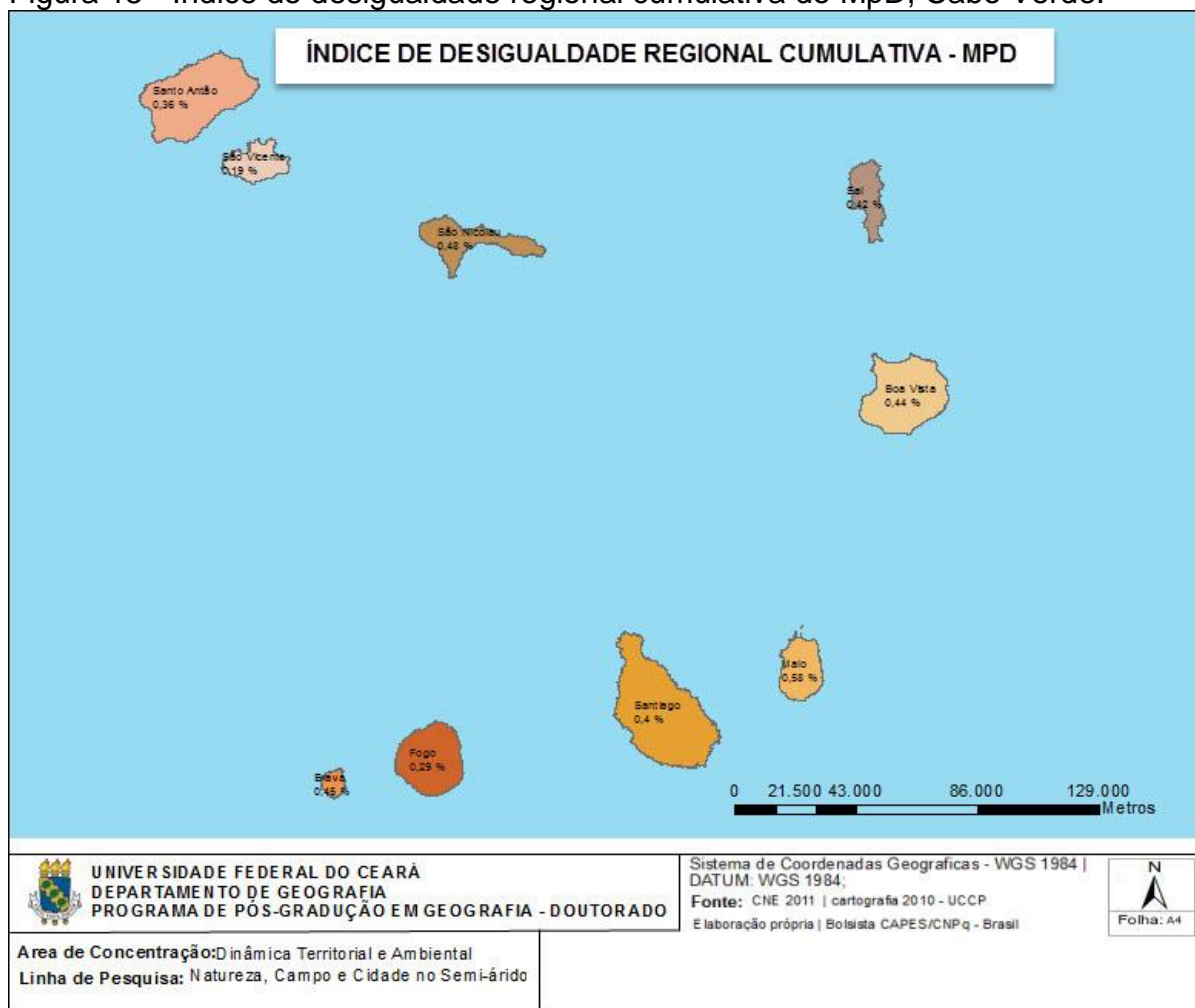 Figura 18 - Índice de desigualdade regional cumulativa do MpD, Cabo Verde.
ÍNDICE DE DESIGUALDADE REGIONAL CUMULATIVA - MPD
Santo Antão
0,36 %
São Vicente
0,19 %
São Nicolau
0,48 %
Sal
0,42 %
Boa Vista
0,44 %
Maio
0,58 %
Santiago
0,4 %
Fogo
0,29 %
Brava
0,45 %
0 21.500 43.000 86.000 129.000
Metros
UNIVERSIDADE FEDERAL DO CEARÀ
DEPARTAMENTO DE GEOGRAFIA
PROGRAMA DE PÓS-GRADUÇÃO EM GEOGRAFIA - DOUTORADO
Sistema de Coordenadas Geograficas - WGS 1984 |
DATUM: WGS 1984;
Fonte: CNE 2011 | cartografia 2010 - UCCP
Elaboração própria | Bolsista CAPES/CNPq - Brasil
N
Folha: A4
Area de Concentração:Dinâmica Territorial e Ambiental
Linha de Pesquisa: Natureza, Campo e Cidade no Semi-árido